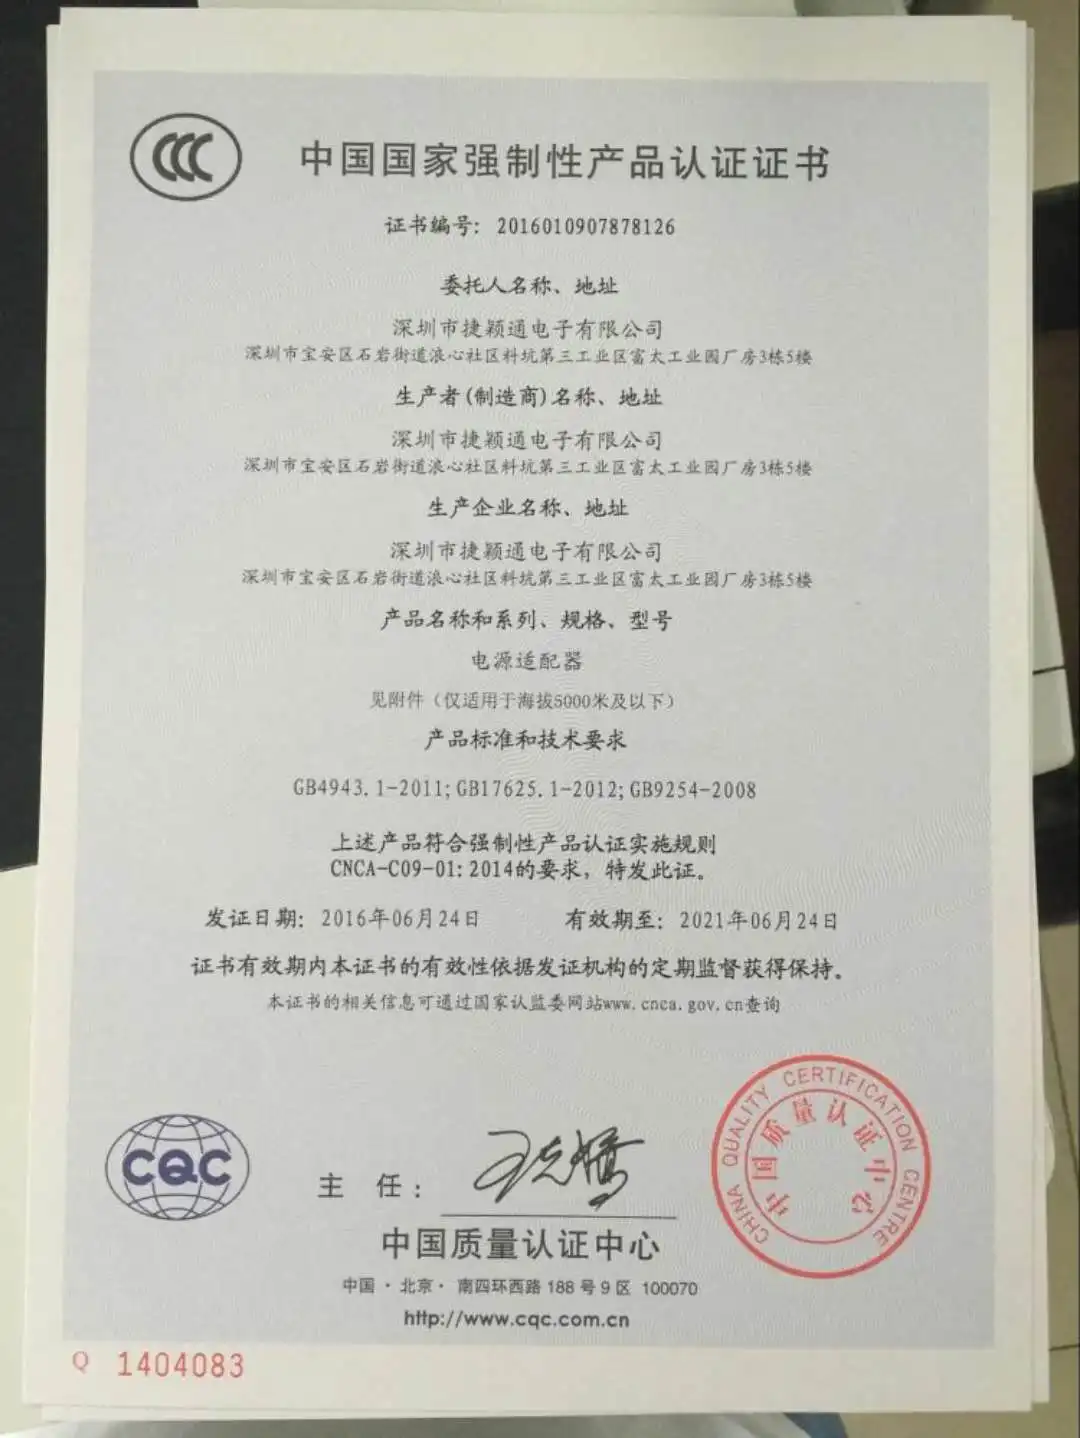 中国国家强制性产品认证证书
证书编号: 2016010907878126
委托人名称、地址
深圳市捷颖通电子有限公司
深圳市宝安区石岩街道浪心社区料坑第三工业区富太工业园厂房3栋5楼
生产者(制造商)名称、地址
深圳市捷颖通电子有限公司
深圳市宝安区石岩街道浪心社区料坑第三工业区富太工业园厂房3栋5楼
生产企业名称、地址
深圳市捷颖通电子有限公司
深圳市宝安区石岩街道浪心社区料坑第三工业区富太工业园厂房3栋5楼
产品名称和系列、规格、型号
电源适配器
见附件（仅适用于海拔5000米及以下）
产品标准和技术要求
GB4943.1-2011;GB17625.1-2012;GB9254-2008
上述产品符合强制性产品认证实施规则
CNCA-C09-01:2014的要求，特发此证。
发证日期: 2016年06月24日 有效期至: 2021年06月24日
证书有效期内本证书的有效性依据发证机构的定期监督获得保持。
本证书的相关信息可通过国家认监委网站www.cnca.gov.cn查询
CQC
主 任:
CHINA QUALITY CERTIFICATION CENTRE
中国质量认证中心
中国质量认证中心
中国·北京·南四环西路 188 号 9 区 100070
http://www.cqc.com.cn
Q 1404083